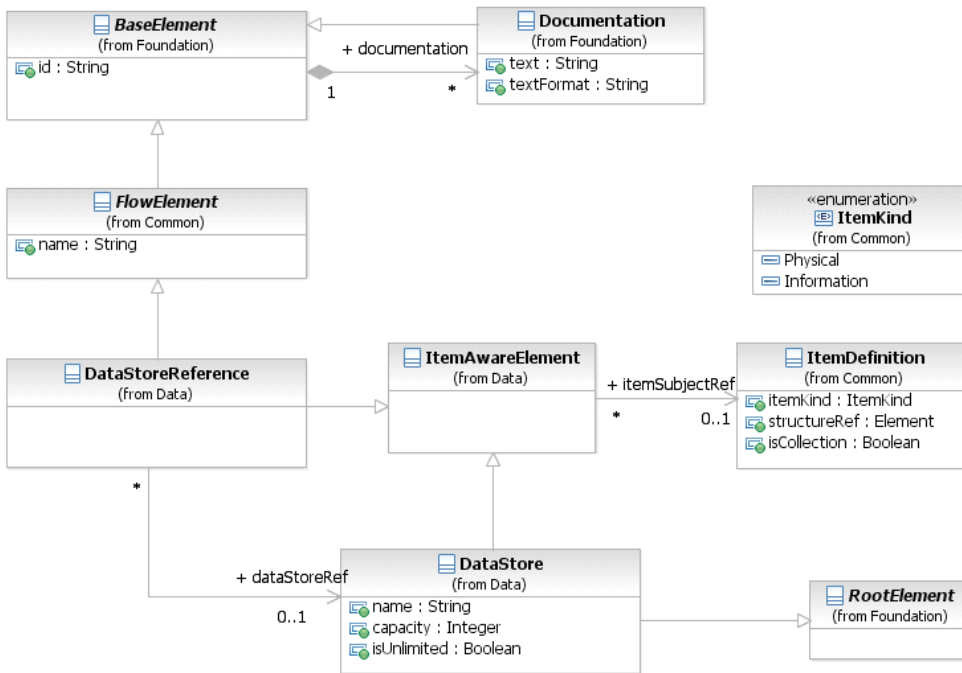 BaseElement
(from Foundation)
id : String
Documentation
(from Foundation)
text : String
textFormat : String
+ documentation
1
*
FlowElement
(from Common)
name : String
«enumeration»
ItemKind
(from Common)
Physical
Information
DataStoreReference
(from Data)
ItemAwareElement
(from Data)
+ itemSubjectRef
*
0..1
ItemDefinition
(from Common)
itemKind : ItemKind
structureRef : Element
isCollection : Boolean
*
+ dataStoreRef
0..1
DataStore
(from Data)
name : String
capacity : Integer
isUnlimited : Boolean
RootElement
(from Foundation)